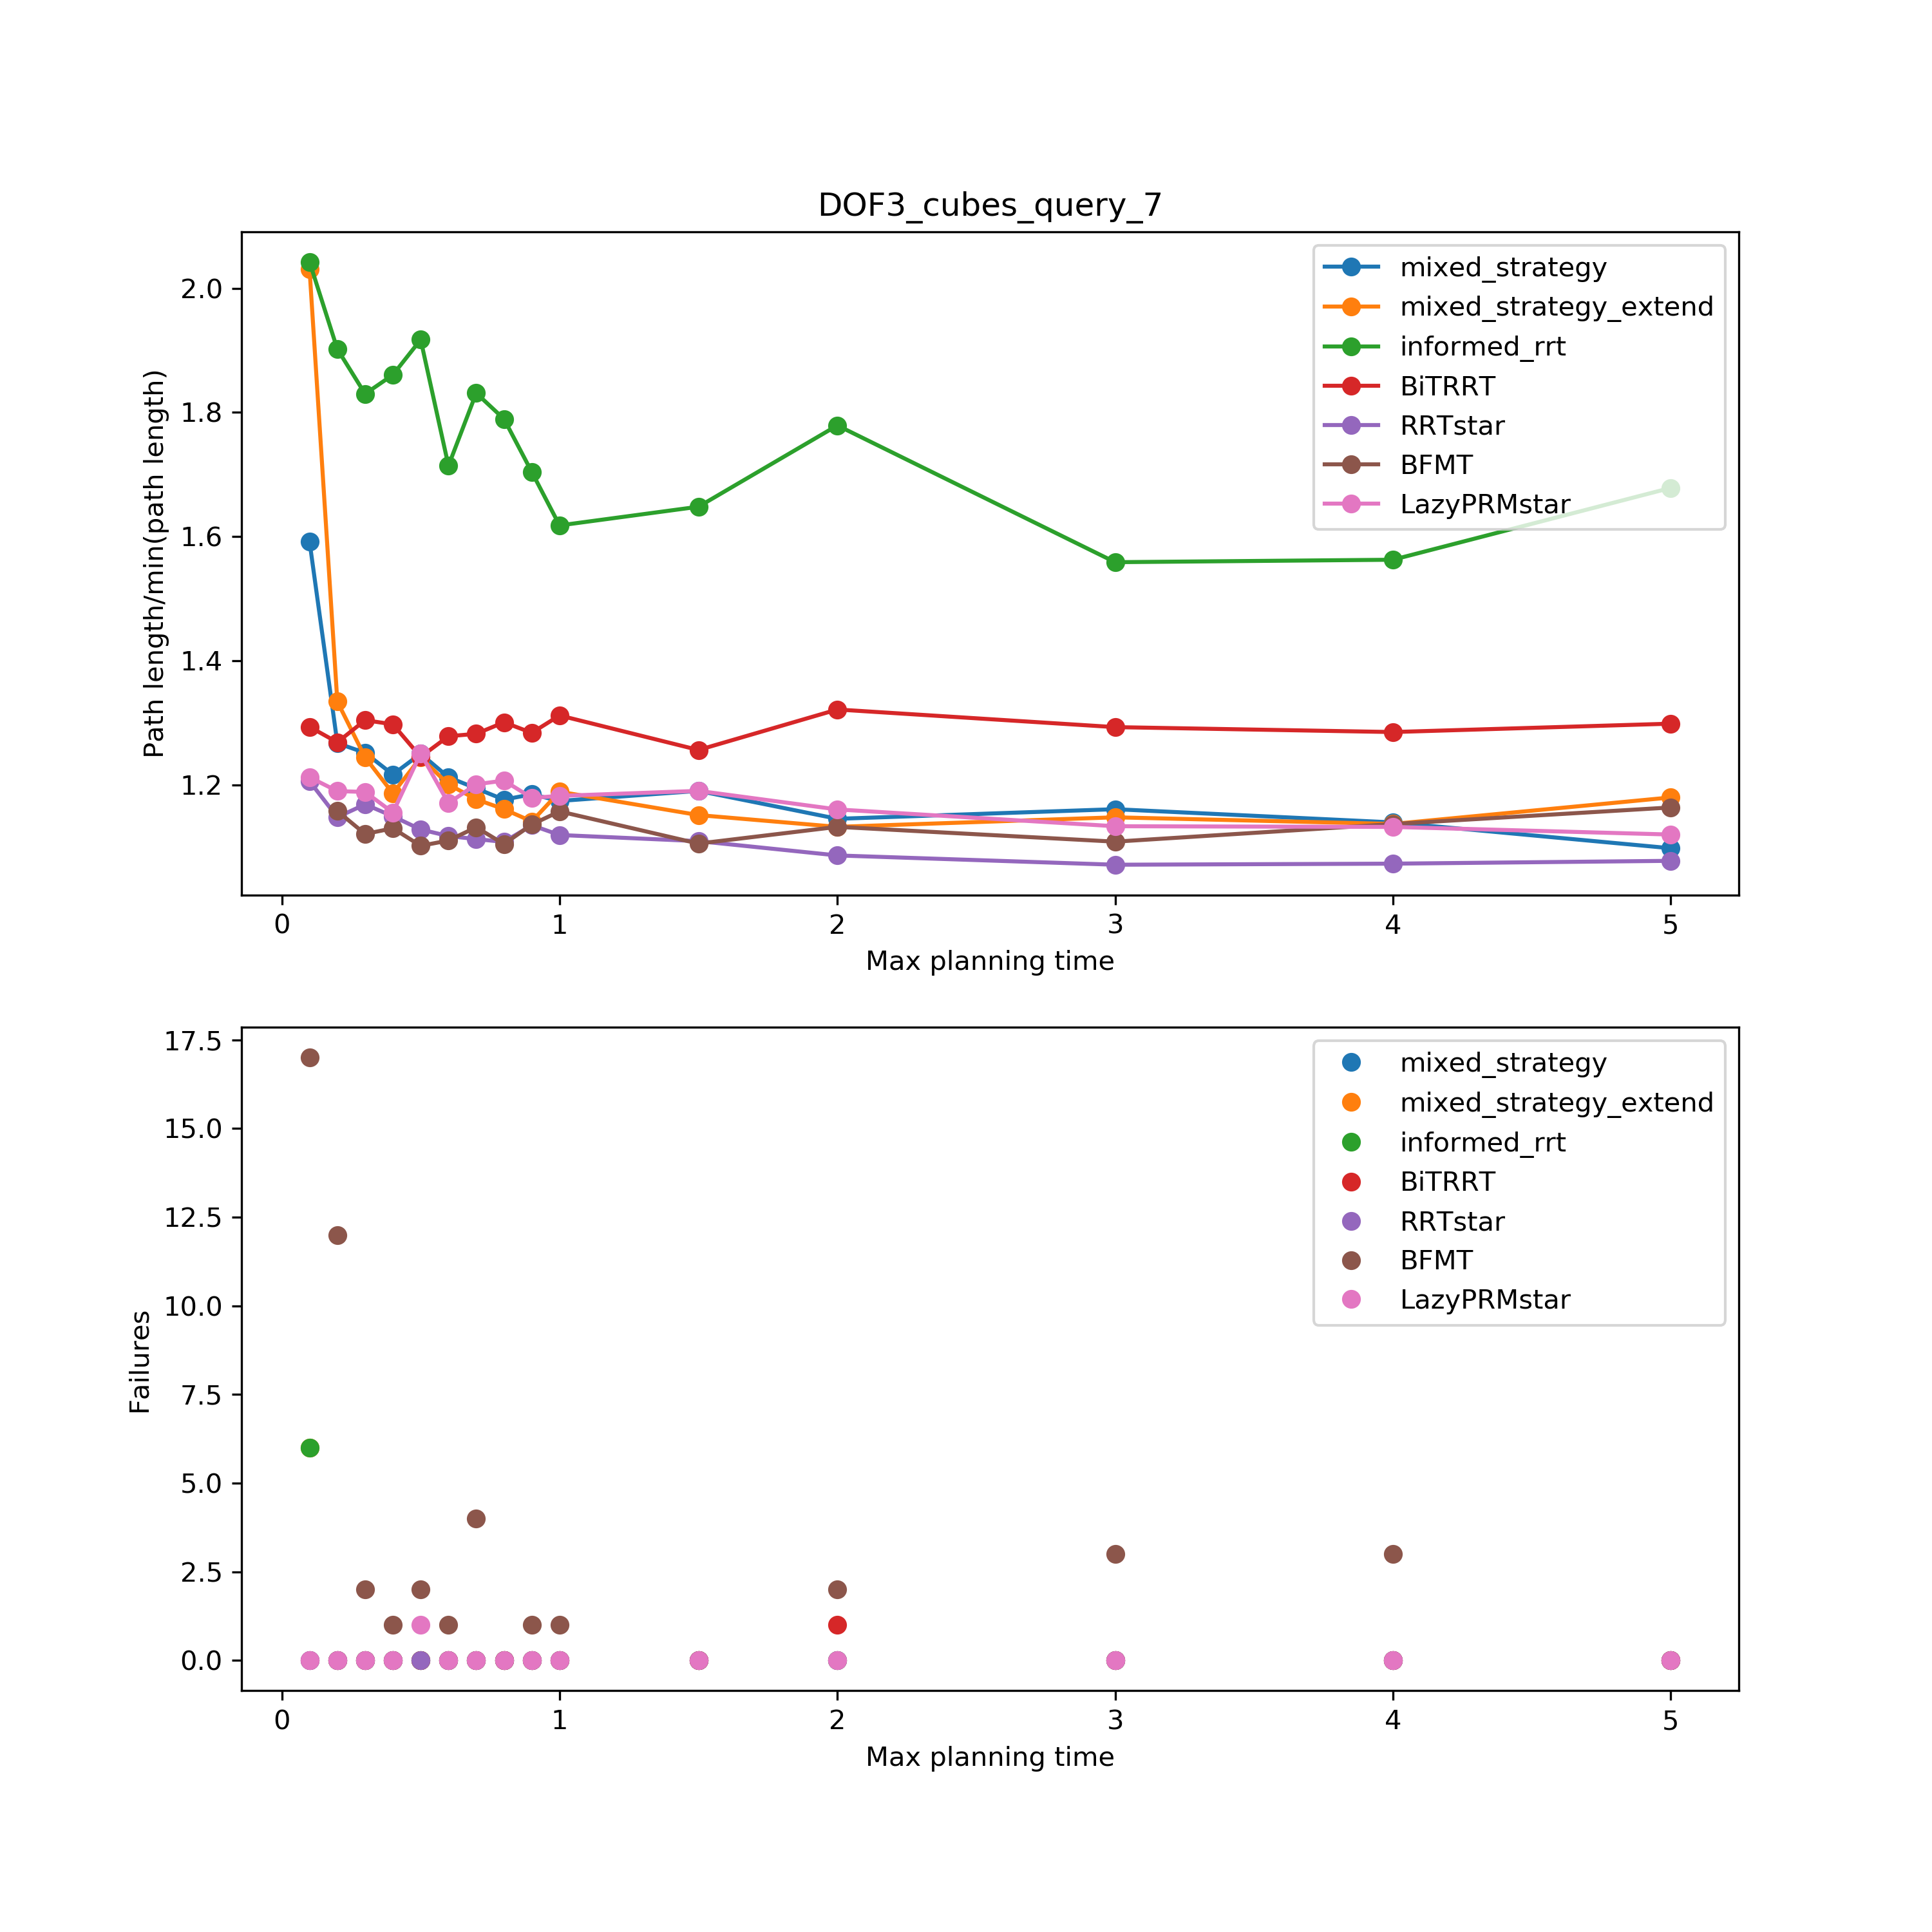 DOF3_cubes_query_7
2.0
1.8
1.6
1.4
1.2
Path length/min(path length)
mixed_strategy
mixed_strategy_extend
informed_rrt
BiTRRT
RRTstar
BFMT
LazyPRMstar
0 1 2 3 4 5
Max planning time
17.5
15.0
12.5
10.0
7.5
5.0
2.5
0.0
Failures
mixed_strategy
mixed_strategy_extend
informed_rrt
BiTRRT
RRTstar
BFMT
LazyPRMstar
0 1 2 3 4 5
Max planning time